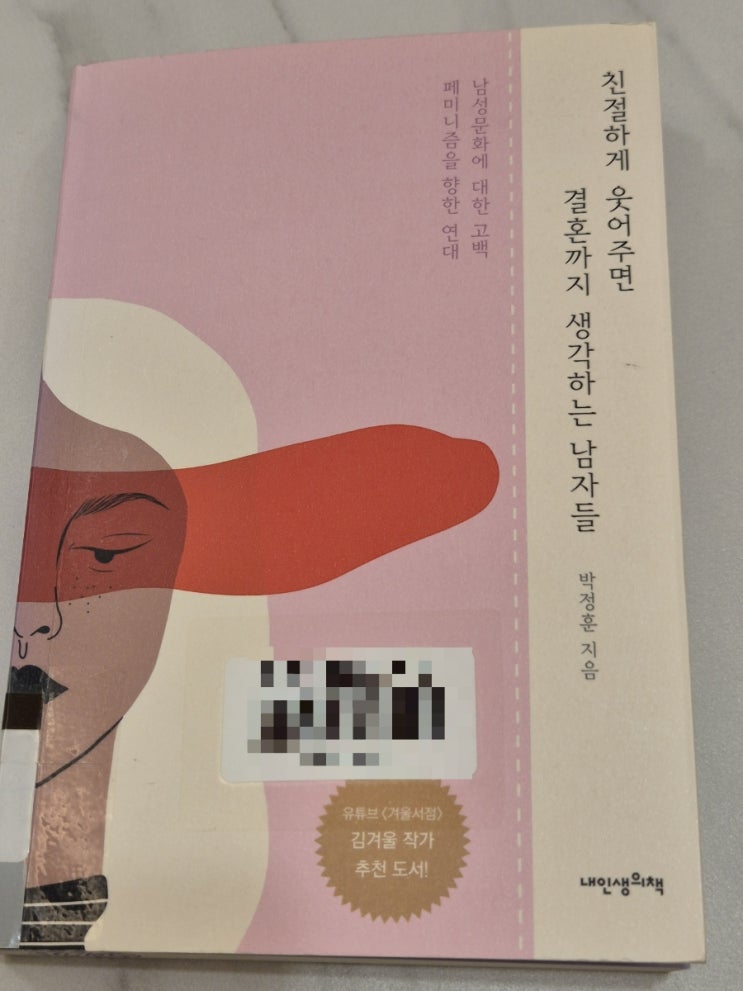 친절하게 웃어주면
결혼까지 생각하는 남자들
박정훈 지음
남성문화에 대한 고백
페미니즘을 향한 연대
유튜브 〈겨울서점〉
김겨울 작가
추천 도서!
내인생의책